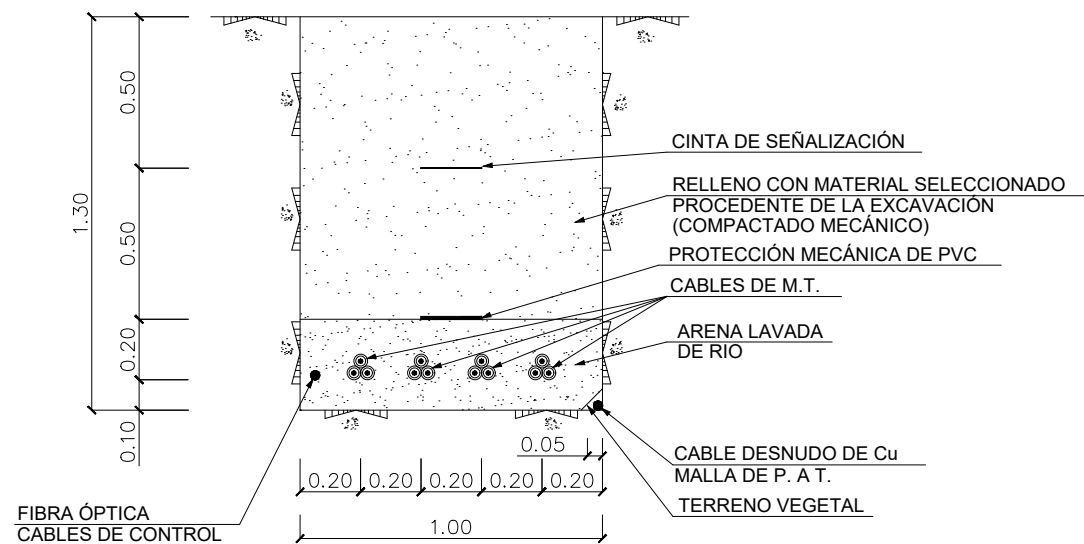 0.50
CINTA DE SEÑALIZACIÓN
RELLENO CON MATERIAL SELECCIONADO
PROCEDENTE DE LA EXCAVACIÓN
(COMPACTADO MECÁNICO)
1.30
0.50
PROTECCIÓN MECÁNICA DE PVC
CABLES DE M.T.
ARENA LAVADA
DE RIO
0.20
0.10
0.05
CABLE DESNUDO DE Cu
MALLA DE P. A T.
0.20 0.20 0.20 0.20 0.20
TERRENO VEGETAL
FIBRA ÓPTICA
CABLES DE CONTROL
1.00